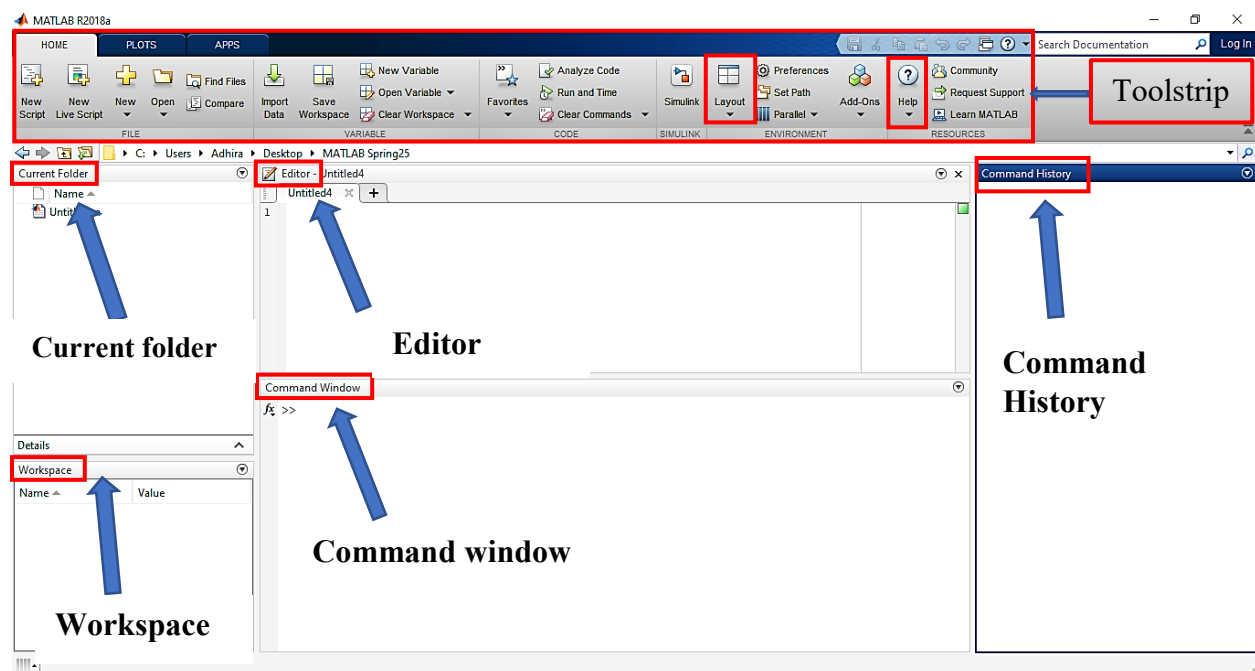 MATLAB R2018a
HOME PLOTS APPS
Search Documentation Log In
New Script
New Live Script
New
Open
Find Files
Compare
FILE
Import Data
Save Workspace
New Variable
Open Variable
Clear Workspace
VARIABLE
Favorites
Analyze Code
Run and Time
Clear Commands
CODE
Simulink
SIMULINK
Layout
Preferences
Set Path
Parallel
Add-Ons
ENVIRONMENT
? Help
Community
Request Support
Learn MATLAB
RESOURCES
Toolstrip
C: Users Adhira Desktop MATLAB Spring25
Current Folder
Name
Current folder
Details
Workspace
Name Value
Workspace
Editor - Untitled4
Untitled4 +
1
Editor
Command Window
fx >>
Command window
Command History
Command
History